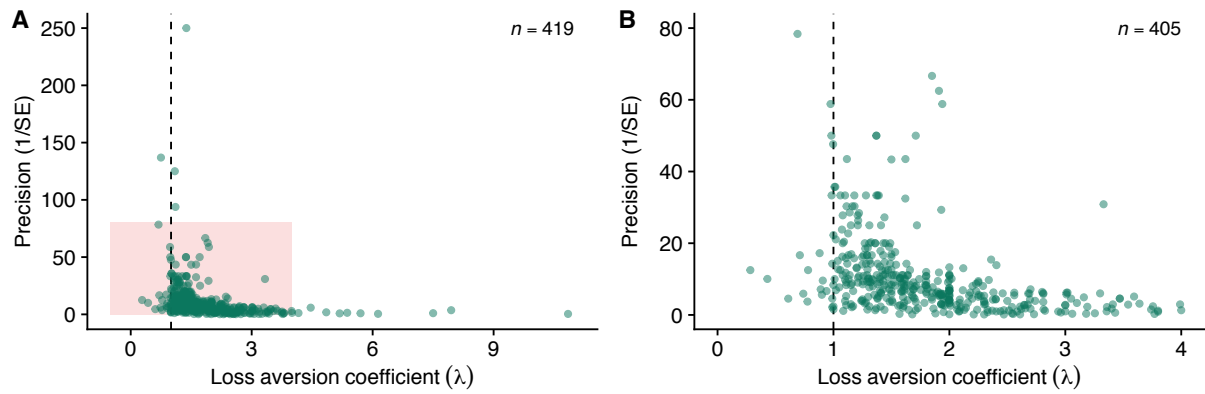 A
n = 419
Precision (1/SE)
250
200
150
100
50
0
0 3 6 9
Loss aversion coefficient (λ)
B
n = 405
Precision (1/SE)
80
60
40
20
0
0 1 2 3 4
Loss aversion coefficient (λ)